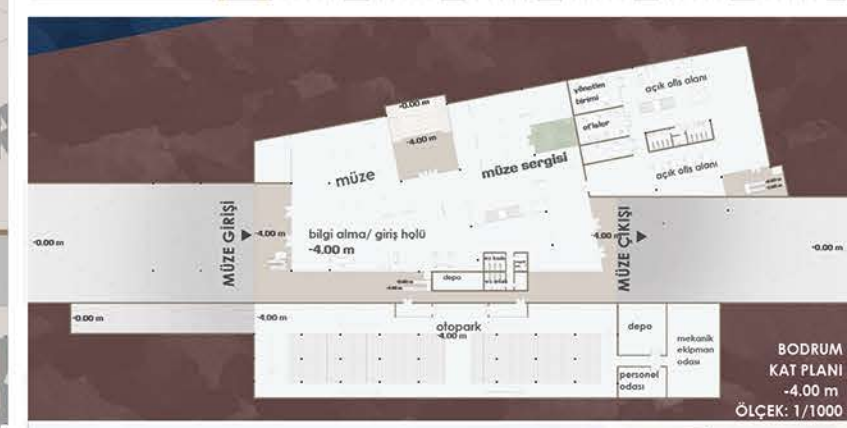 -0.00 m
-4.00 m
yönetim
birimi
ofisler
açık ofis alanı
müze
müze sergisi
açık ofis alanı
MÜZE GİRİŞİ
-0.00 m
-4.00 m
bilgi alma/ giriş holü
-4.00 m
-4.00 m
MÜZE ÇIKIŞI
-0.00 m
depo
-0.00 m
-4.00 m
otopark
-4.00 m
depo
mekanik
ekipman
odası
personel
odası
BODRUM
KAT PLANI
-4.00 m
ÖLÇEK: 1/1000